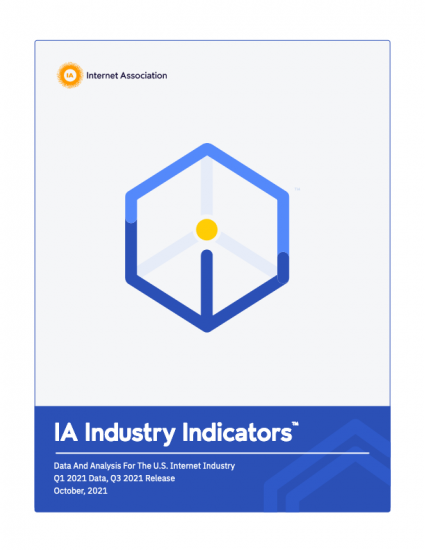 IA
Internet Association
TM
IA Industry Indicators™
Data And Analysis For The U.S. Internet Industry
Q1 2021 Data, Q3 2021 Release
October, 2021